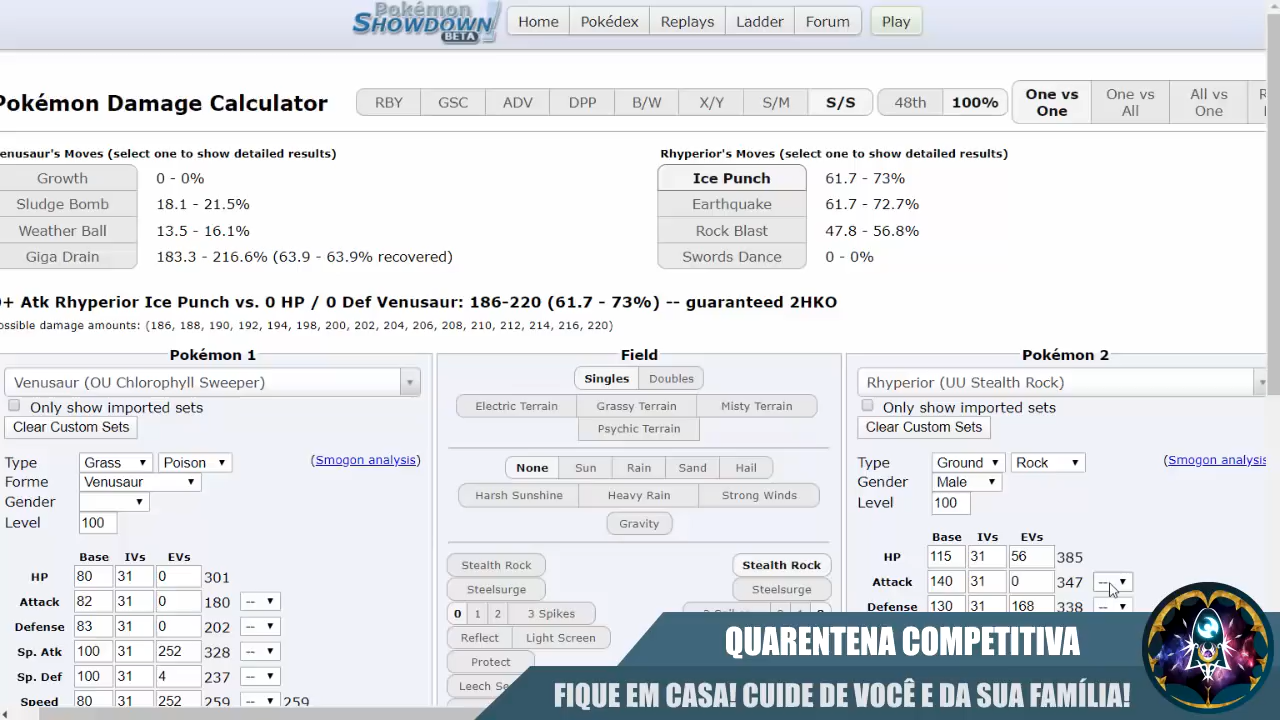 Pokémon
SHOWDOWN!
BETA
Home Pokédex Replays Ladder Forum Play
Pokémon Damage Calculator
RBY GSC ADV DPP B/W X/Y S/M S/S 48th 100% One vs One One vs All All vs One
enusaur's Moves (select one to show detailed results)
Growth 0 - 0%
Sludge Bomb 18.1 - 21.5%
Weather Ball 13.5 - 16.1%
Giga Drain 183.3 - 216.6% (63.9 - 63.9% recovered)
Rhyperior's Moves (select one to show detailed results)
Ice Punch 61.7 - 73%
Earthquake 61.7 - 72.7%
Rock Blast 47.8 - 56.8%
Swords Dance 0 - 0%
0+ Atk Rhyperior Ice Punch vs. 0 HP / 0 Def Venusaur: 186-220 (61.7 - 73%) -- guaranteed 2HKO
ossible damage amounts: (186, 188, 190, 192, 194, 198, 200, 202, 204, 206, 208, 210, 212, 214, 216, 220)
Pokémon 1
Venusaur (OU Chlorophyll Sweeper)
Only show imported sets
Clear Custom Sets
Type Grass Poison (Smogon analysis)
Forme Venusaur
Gender
Level 100
Base IVs EVs
HP 80 31 0 301
Attack 82 31 0 180 --
Defense 83 31 0 202 --
Sp. Atk 100 31 252 328 --
Sp. Def 100 31 4 237 --
Speed 80 31 252 259 -- 259
Field
Singles Doubles
Electric Terrain Grassy Terrain Misty Terrain
Psychic Terrain
None Sun Rain Sand Hail
Harsh Sunshine Heavy Rain Strong Winds
Gravity
Stealth Rock Stealth Rock
Steelsurge Steelsurge
0 1 2 3 Spikes
Reflect Light Screen
Protect
Leech
Pokémon 2
Rhyperior (UU Stealth Rock)
Only show imported sets
Clear Custom Sets
Type Ground Rock (Smogon analysis
Gender Male
Level 100
Base IVs EVs
HP 115 31 56 385
Attack 140 31 0 347 --
Defense 130 31 168 338 --
QUARENTENA COMPETITIVA
FIQUE EM CASA! CUIDE DE VOCÊ E DA SUA FAMÍLIA!